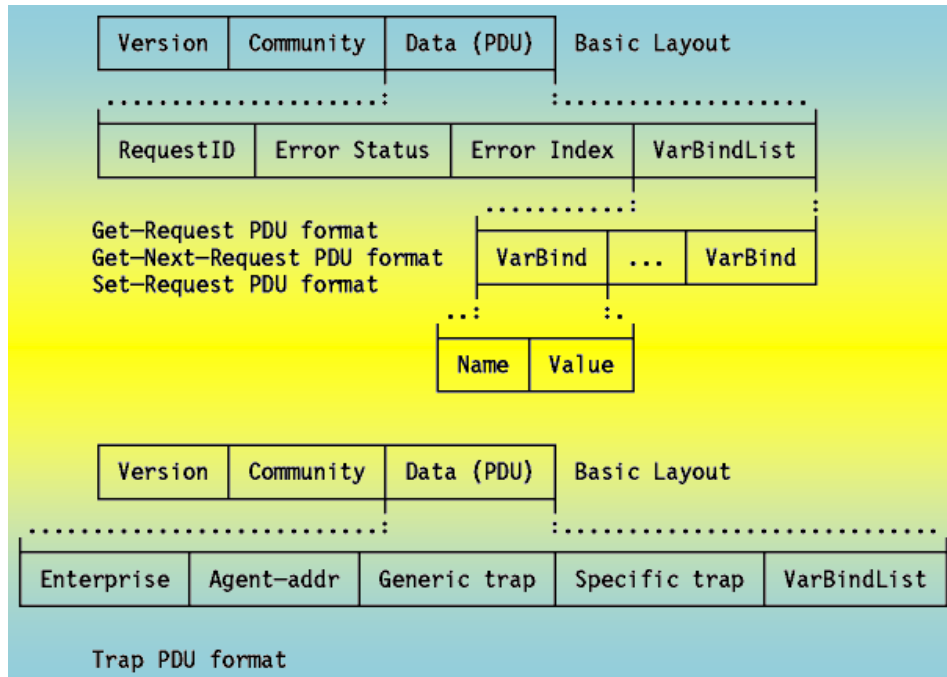 Version Community Data (PDU) Basic Layout
RequestID Error Status Error Index VarBindList
Get-Request PDU format
Get-Next-Request PDU format VarBind ... VarBind
Set-Request PDU format
Name Value
Version Community Data (PDU) Basic Layout
Enterprise Agent-addr Generic trap Specific trap VarBindList
Trap PDU format